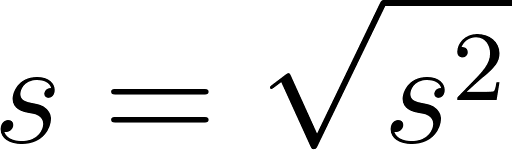 s = √s²